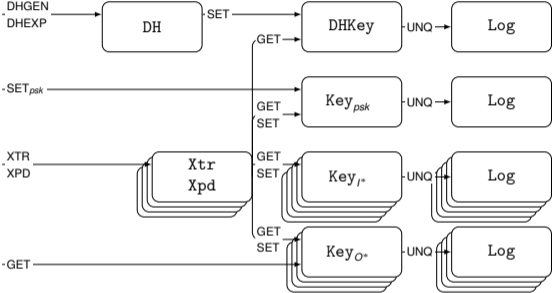 DHGEN
DHEXP
DH
SET
DHKey
UNQ
Log
GET
SETpsk
GET
SET
Keypsk
UNQ
Log
XTR
XPD
Xtr
Xpd
GET
SET
KeyI*
UNQ
Log
GET
SET
KeyO*
UNQ
Log
GET